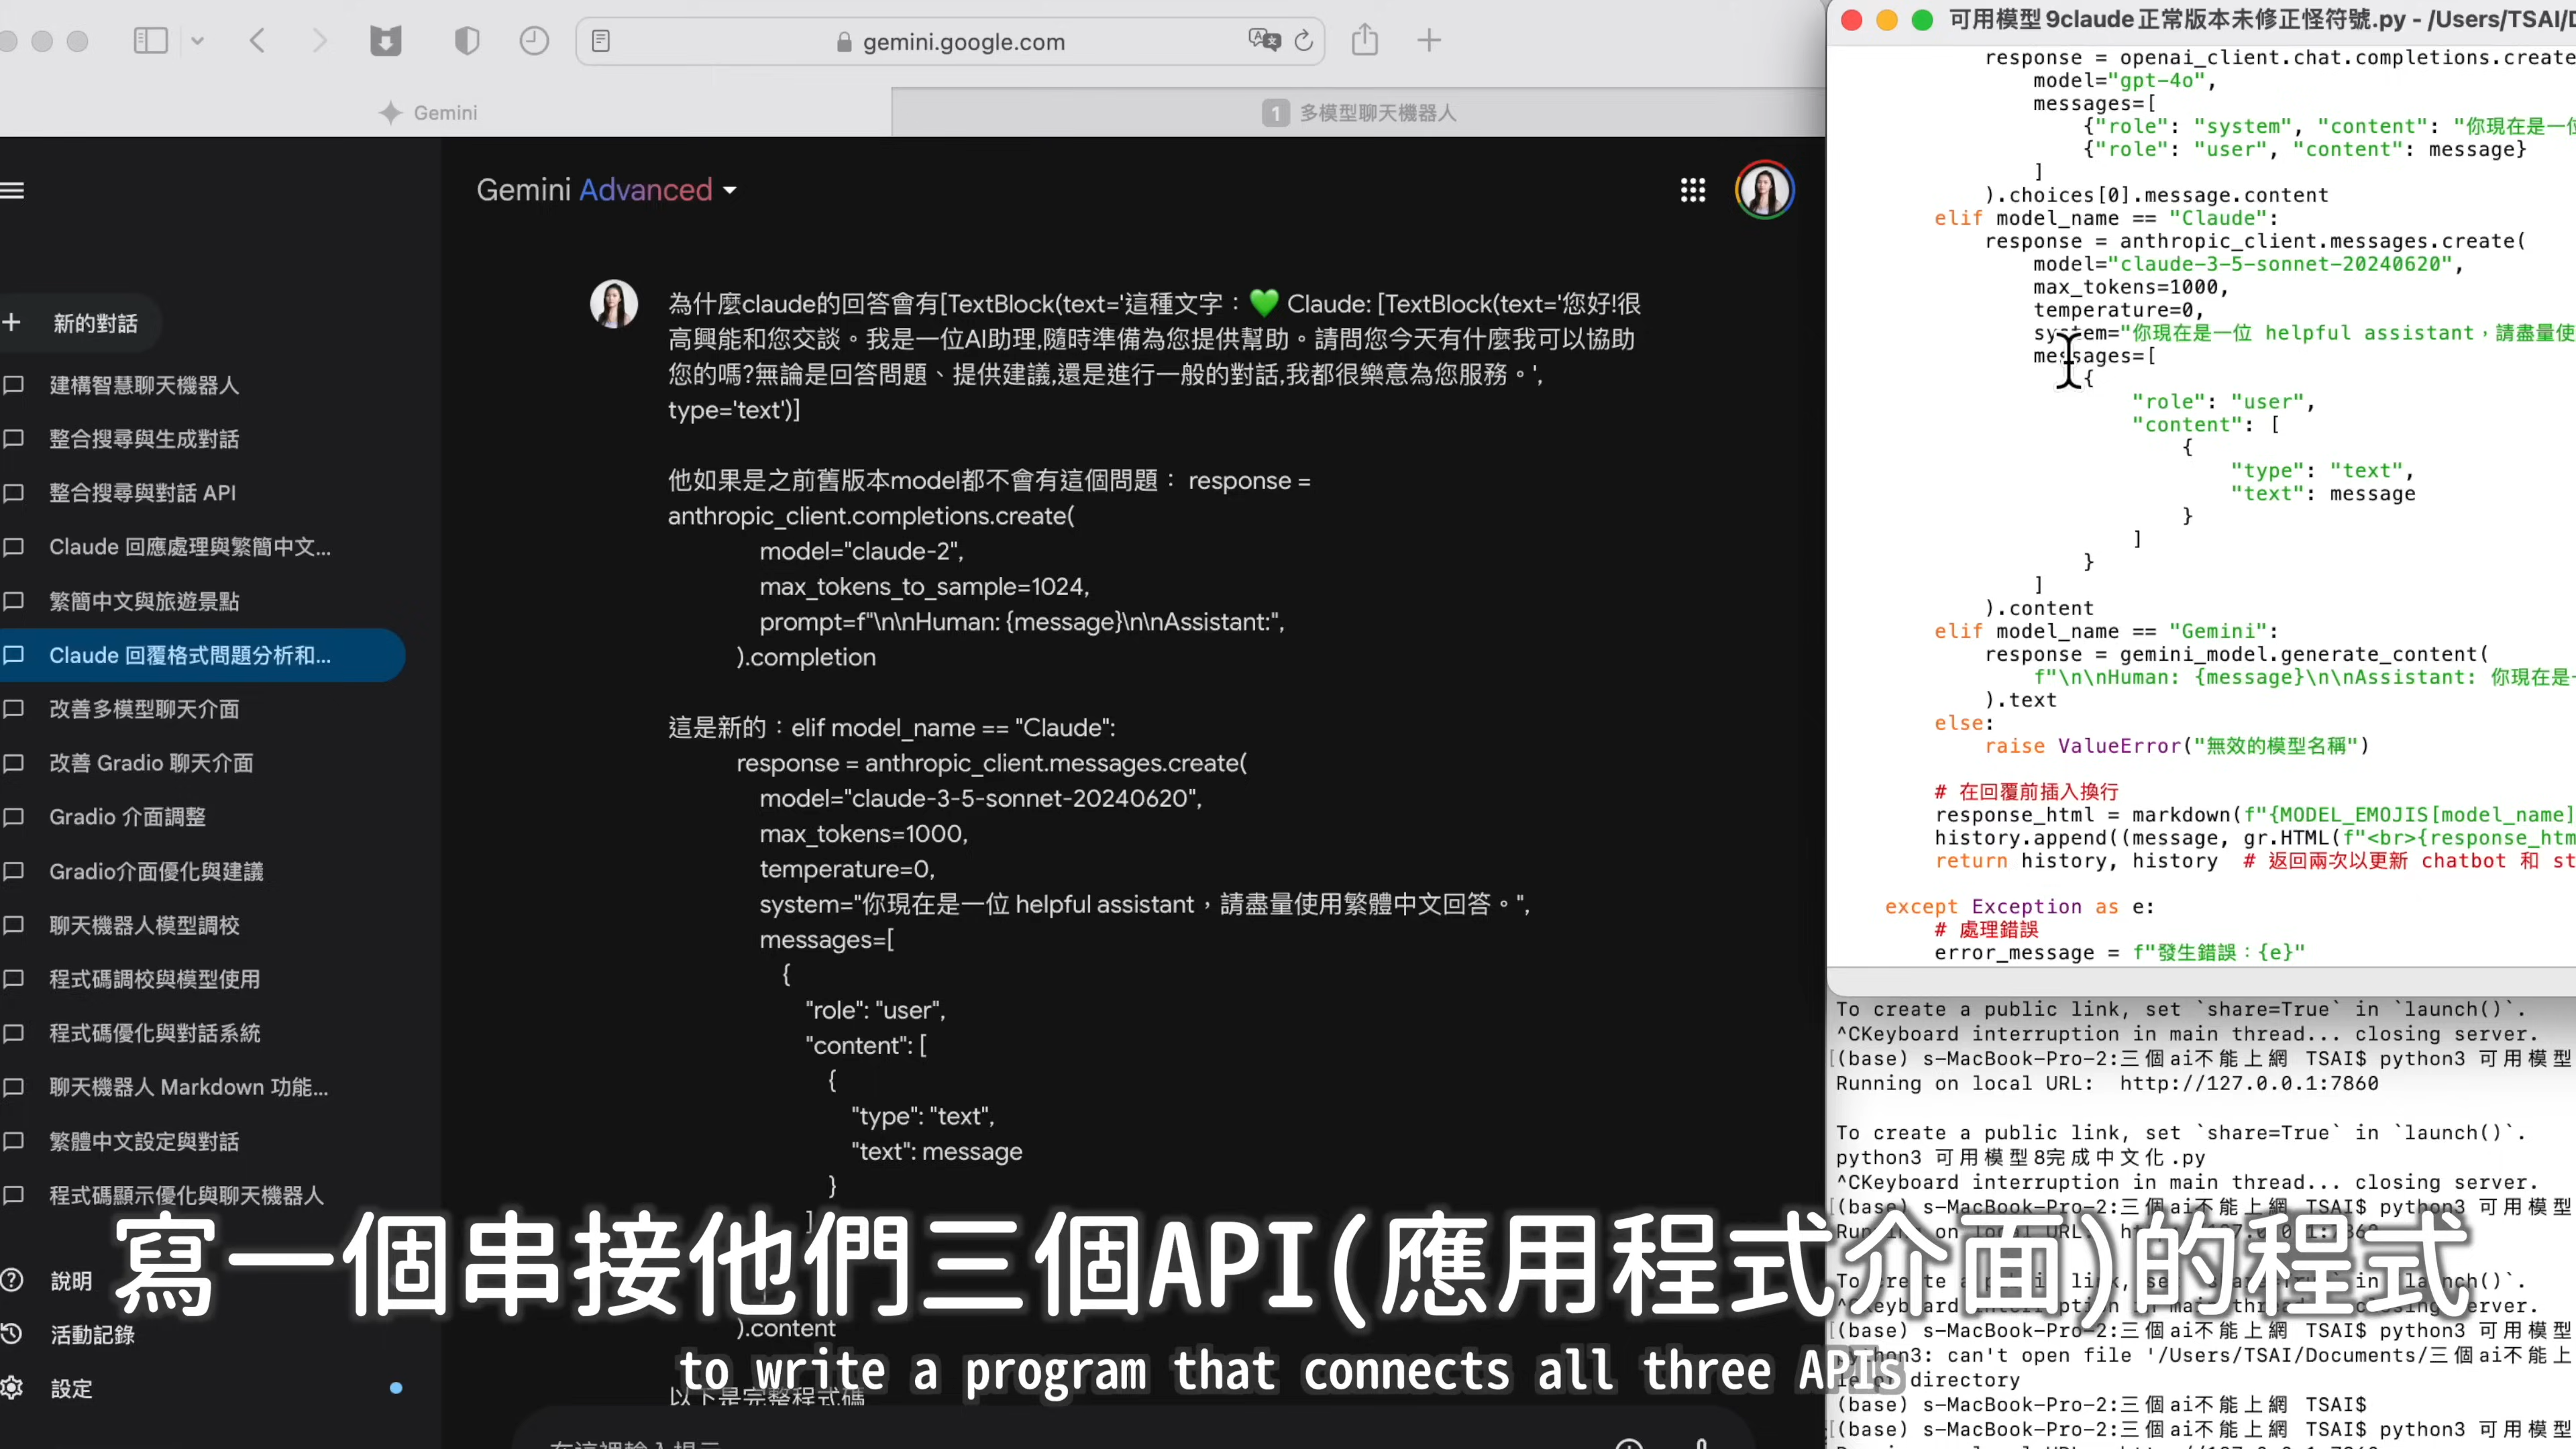 gemini.google.com
Gemini
1 多模型聊天機器人
Gemini Advanced
新的對話
建構智慧聊天機器人
整合搜尋與生成對話
整合搜尋與對話 API
Claude 回應處理與繁簡中文...
繁簡中文與旅遊景點
Claude 回覆格式問題分析和...
改善多模型聊天介面
改善 Gradio 聊天介面
Gradio 介面調整
Gradio介面優化與建議
聊天機器人模型調校
程式碼調校與模型使用
程式碼優化與對話系統
聊天機器人 Markdown 功能...
繁體中文設定與對話
程式碼顯示優化與聊天機器人
說明
活動記錄
設定
為什麼claude的回答會有[TextBlock(text='這種文字：💚 Claude: [TextBlock(text='您好!很
高興能和您交談。我是一位AI助理,隨時準備為您提供幫助。請問您今天有什麼我可以協助
您的嗎?無論是回答問題、提供建議,還是進行一般的對話,我都很樂意為您服務。',
type='text')]
他如果是之前舊版本model都不會有這個問題： response =
anthropic_client.completions.create(
model="claude-2",
max_tokens_to_sample=1024,
prompt=f"\n\nHuman: {message}\n\nAssistant:",
).completion
這是新的：elif model_name == "Claude":
response = anthropic_client.messages.create(
model="claude-3-5-sonnet-20240620",
max_tokens=1000,
temperature=0,
system="你現在是一位 helpful assistant，請盡量使用繁體中文回答。",
messages=[
{
"role": "user",
"content": [
{
"type": "text",
"text": message
}
]
).content
以下是完整程式碼
可用模型9claude正常版本未修正怪符號.py - /Users/TSAI/D
response = openai_client.chat.completions.create
model="gpt-4o",
messages=[
{"role": "system", "content": "你現在是一位
{"role": "user", "content": message}
]
).choices[0].message.content
elif model_name == "Claude":
response = anthropic_client.messages.create(
model="claude-3-5-sonnet-20240620",
max_tokens=1000,
temperature=0,
system="你現在是一位 helpful assistant，請盡量使
messages=[
{
"role": "user",
"content": [
{
"type": "text",
"text": message
}
]
}
]
).content
elif model_name == "Gemini":
response = gemini_model.generate_content(
f"\n\nHuman: {message}\n\nAssistant: 你現在是一
).text
else:
raise ValueError("無效的模型名稱")
# 在回覆前插入換行
response_html = markdown(f"{MODEL_EMOJIS[model_name]
history.append((message, gr.HTML(f"<br>{response_htm
return history, history # 返回兩次以更新 chatbot 和 st
except Exception as e:
# 處理錯誤
error_message = f"發生錯誤：{e}"
To create a public link, set `share=True` in `launch()`.
^CKeyboard interruption in main thread... closing server.
(base) s-MacBook-Pro-2:三個ai不能上網 TSAI$ python3 可用模型
Running on local URL: http://127.0.0.1:7860
To create a public link, set `share=True` in `launch()`.
python3 可用模型8完成中文化.py
^CKeyboard interruption in main thread... closing server.
(base) s-MacBook-Pro-2:三個ai不能上網 TSAI$ python3 可用模型
(base) s-MacBook-Pro-2:三個ai不能上網 TSAI$ python3 可用模型
python3: can't open file '/Users/TSAI/Documents/三個ai不能上
directory
(base) s-MacBook-Pro-2:三個ai不能上網 TSAI$
(base) s-MacBook-Pro-2:三個ai不能上網 TSAI$ python3 可用模型
寫一個串接他們三個API(應用程式介面)的程式
to write a program that connects all three APIs